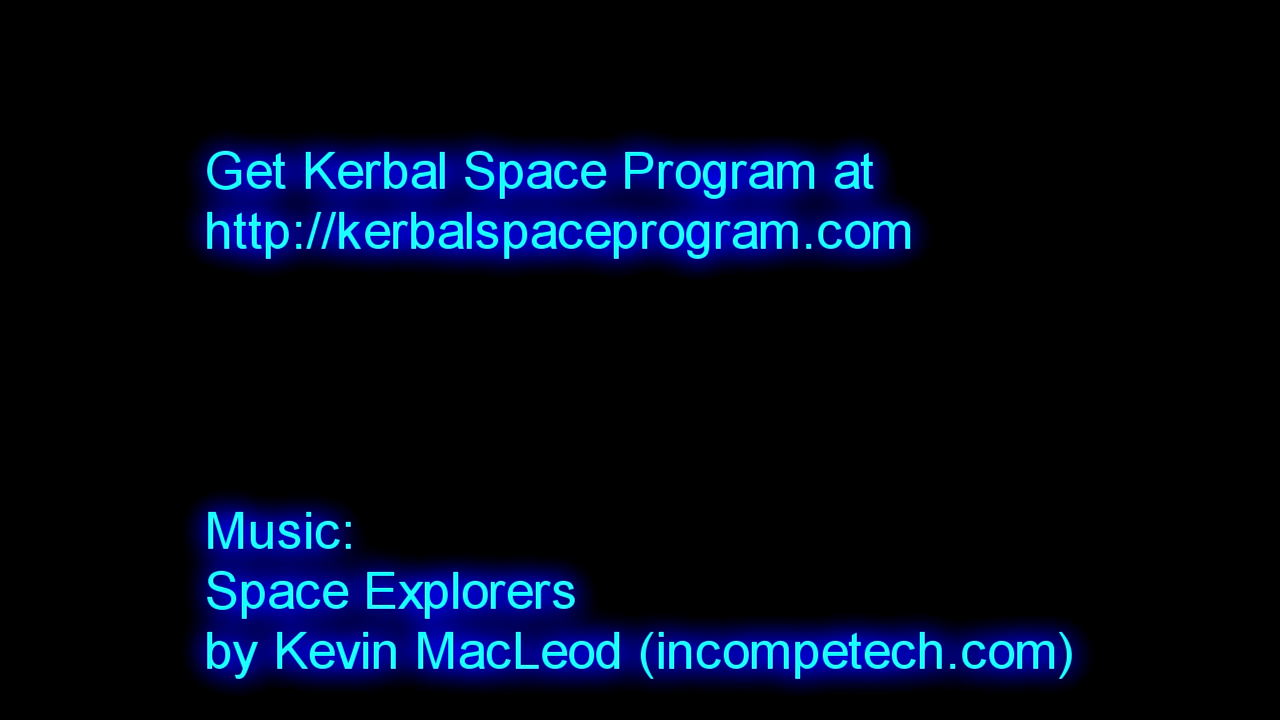 Get Kerbal Space Program at
http://kerbalspaceprogram.com
Music:
Space Explorers
by Kevin MacLeod (incompetech.com)